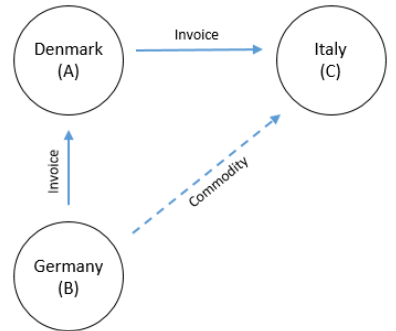 Denmark
(A)
Invoice
Italy
(C)
Invoice
Commodity
Germany
(B)